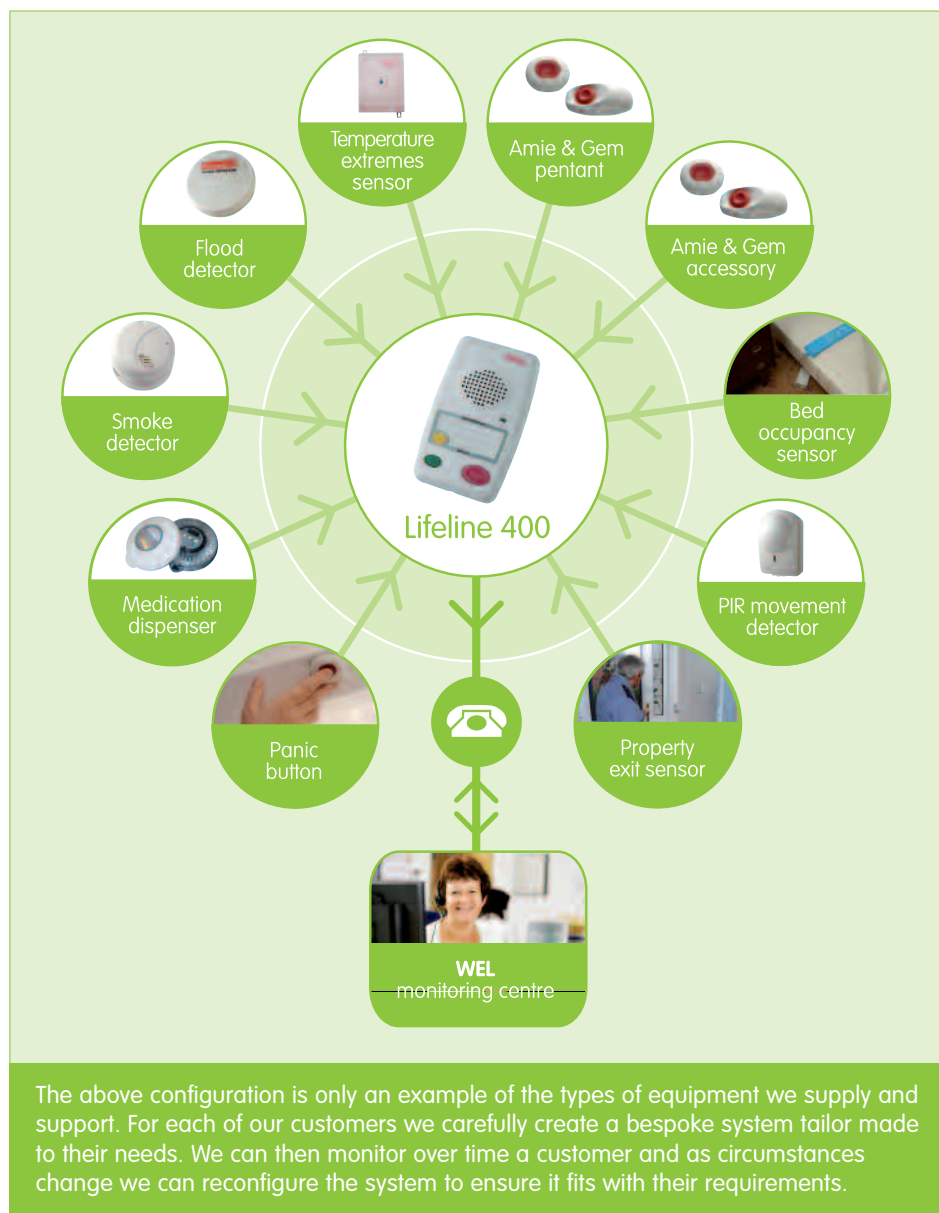 Temperature
extremes
sensor
Amie & Gem
pentant
Flood
detector
Amie & Gem
accessory
Smoke
detector
Bed
occupancy
sensor
Lifeline 400
Medication
dispenser
PIR movement
detector
Panic
button
Property
exit sensor
WEL
monitoring centre
The above configuration is only an example of the types of equipment we supply and
support. For each of our customers we carefully create a bespoke system tailor made
to their needs. We can then monitor over time a customer and as circumstances
change we can reconfigure the system to ensure it fits with their requirements.